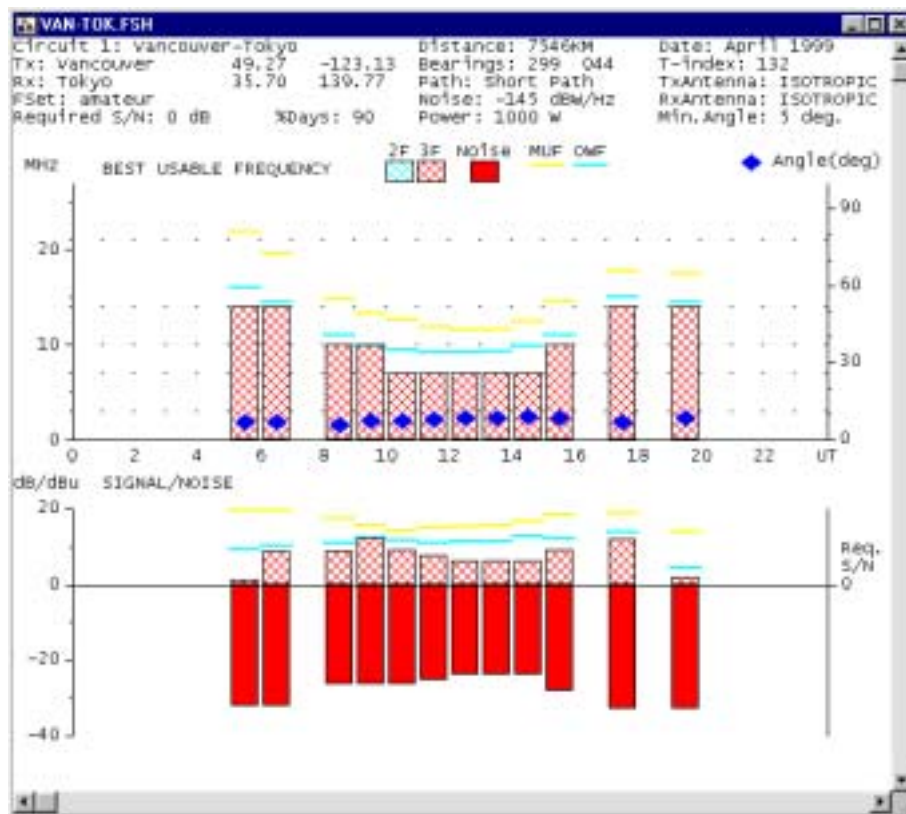 VAN-TOK.FSH
Circuit 1: Vancouver-Tokyo Distance: 7546KM Date: April 1999
Tx: Vancouver 49.27 -123.13 Bearings: 299 044 T-index: 132
Rx: Tokyo 35.70 139.77 Path: Short Path TxAntenna: ISOTROPIC
FSet: amateur Noise: -145 dBW/Hz RxAntenna: ISOTROPIC
Required S/N: 0 dB %Days: 90 Power: 1000 W Min.Angle: 5 deg.
MHZ BEST USABLE FREQUENCY 2F 3F Noise MUF OWF Angle(deg)
90
20
60
10
30
0 0
0 2 4 6 8 10 12 14 16 18 20 22 UT
dB/dBu SIGNAL/NOISE
20
Req.
S/N
0 0
-20
-40